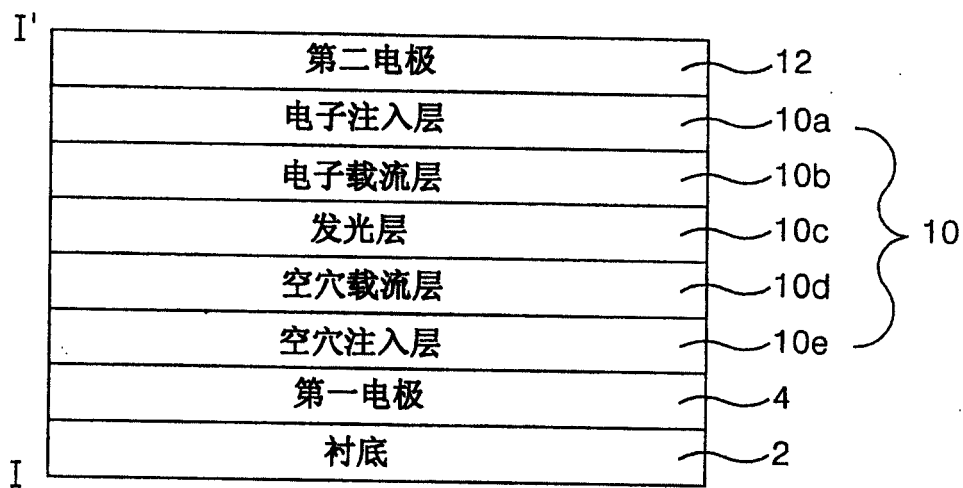 I'
第二电极 12
电子注入层 10a
电子载流层 10b
发光层 10c 10
空穴载流层 10d
空穴注入层 10e
第一电极 4
衬底 2
I